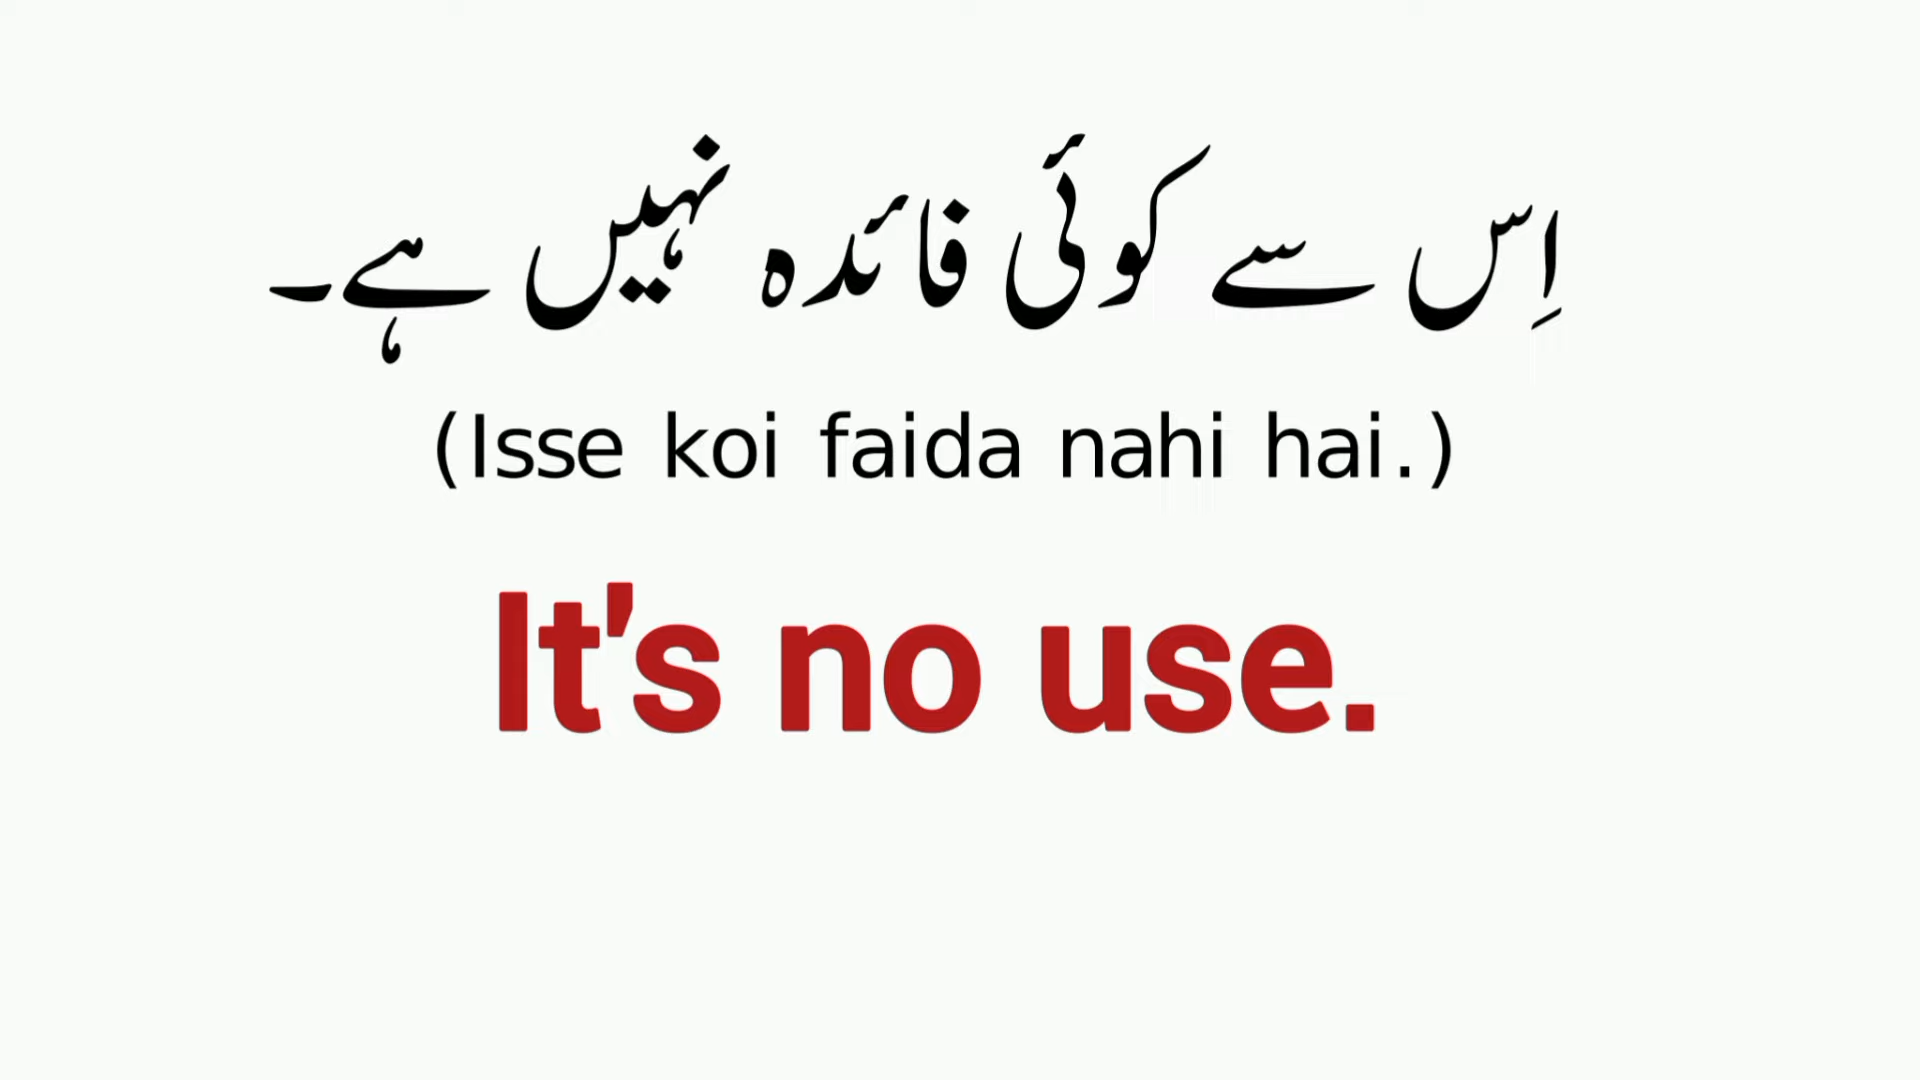 اِس سے کوئی فائدہ نہیں ہے۔
(Isse koi faida nahi hai.)
It's no use.